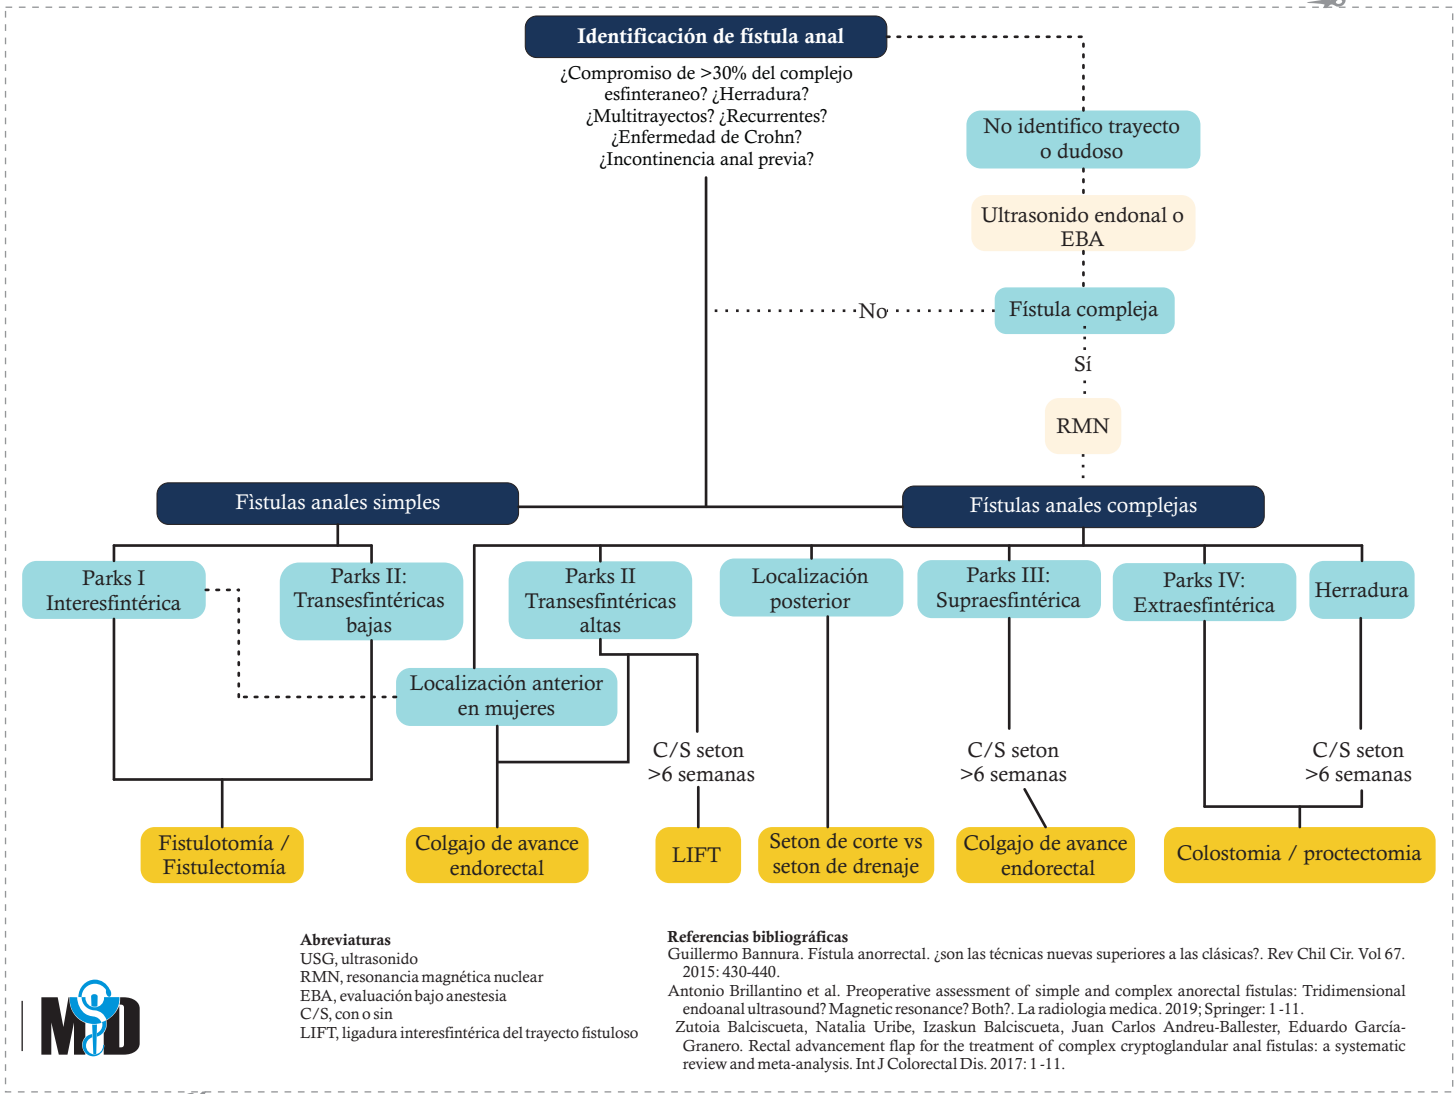 Identificación de fístula anal
¿Compromiso de >30% del complejo
esfinteraneo? ¿Herradura?
¿Multitrayectos? ¿Recurrentes?
¿Enfermedad de Crohn?
¿Incontinencia anal previa?
No identifico trayecto
o dudoso
Ultrasonido endonal o
EBA
Fístula compleja
No
Sí
RMN
Fìstulas anales simples
Fístulas anales complejas
Parks I
Interesfintérica
Parks II:
Transesfintéricas
bajas
Parks II
Transesfintéricas
altas
Localización
posterior
Parks III:
Supraesfintérica
Parks IV:
Extraesfintérica
Herradura
Localización anterior
en mujeres
C/S seton
>6 semanas
C/S seton
>6 semanas
C/S seton
>6 semanas
Fistulotomía /
Fistulectomía
Colgajo de avance
endorectal
LIFT
Seton de corte vs
seton de drenaje
Colgajo de avance
endorectal
Colostomia / proctectomia
Abreviaturas
USG, ultrasonido
RMN, resonancia magnética nuclear
EBA, evaluación bajo anestesia
C/S, con o sin
LIFT, ligadura interesfintérica del trayecto fistuloso
Referencias bibliográficas
Guillermo Bannura. Fístula anorrectal. ¿son las técnicas nuevas superiores a las clásicas?. Rev Chil Cir. Vol 67.
2015: 430-440.
Antonio Brillantino et al. Preoperative assessment of simple and complex anorectal fistulas: Tridimensional
endoanal ultrasound? Magnetic resonance? Both?. La radiologia medica. 2019; Springer: 1-11.
Zutoia Balciscueta, Natalia Uribe, Izaskun Balciscueta, Juan Carlos Andreu-Ballester, Eduardo García-
Granero. Rectal advancement flap for the treatment of complex cryptoglandular anal fistulas: a systematic
review and meta-analysis. Int J Colorectal Dis. 2017: 1-11.
MD